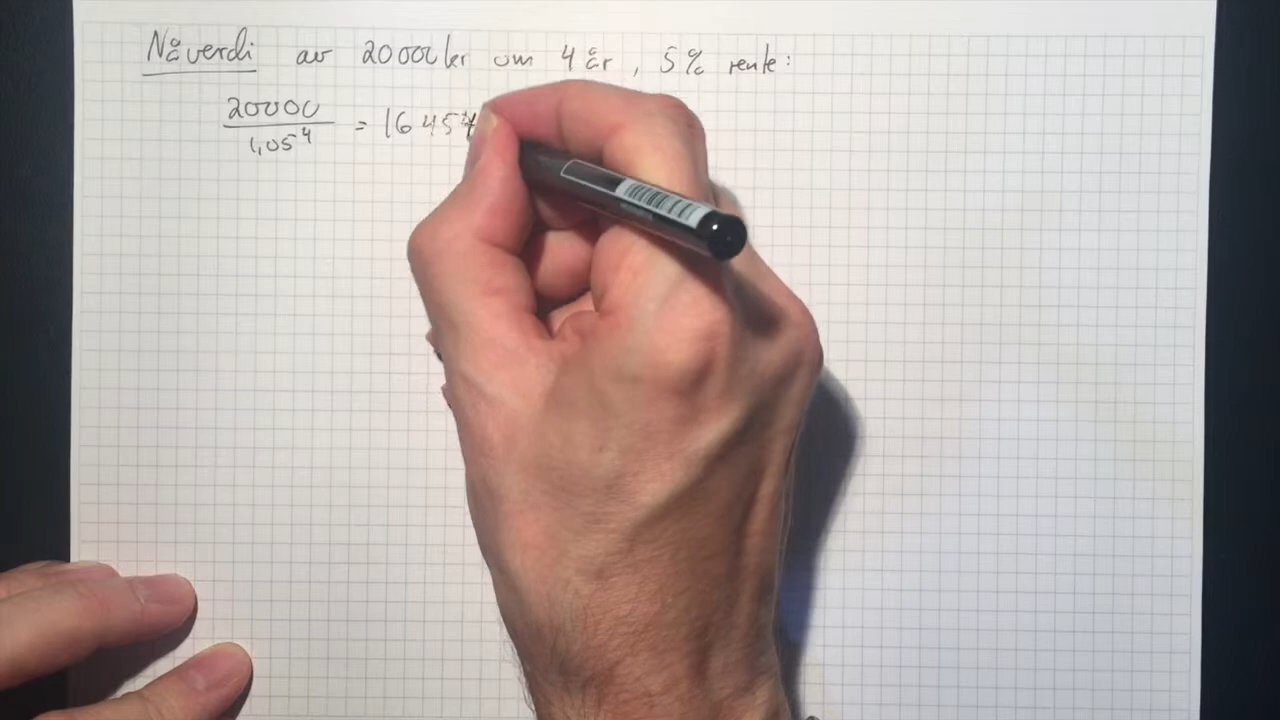 Nåverdi av 20000kr om 4 år, 5% rente:
20000
1,05⁴ = 16454